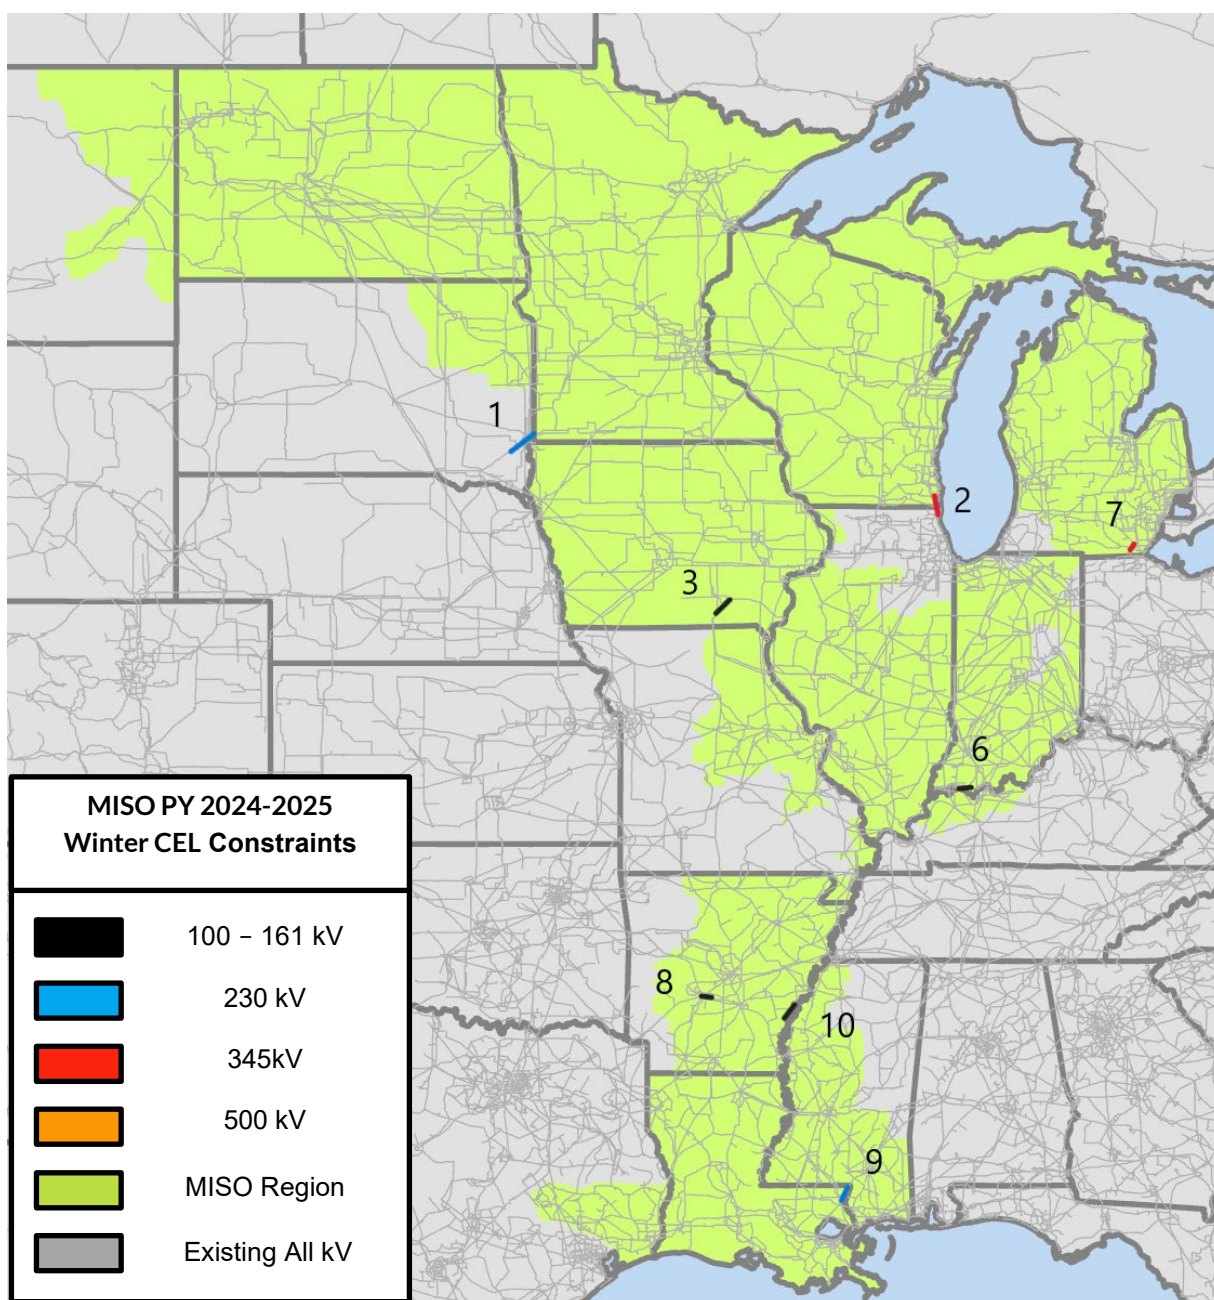 1
2
7
3
6
8
10
9
MISO PY 2024-2025
Winter CEL Constraints
100 – 161 kV
230 kV
345kV
500 kV
MISO Region
Existing All kV